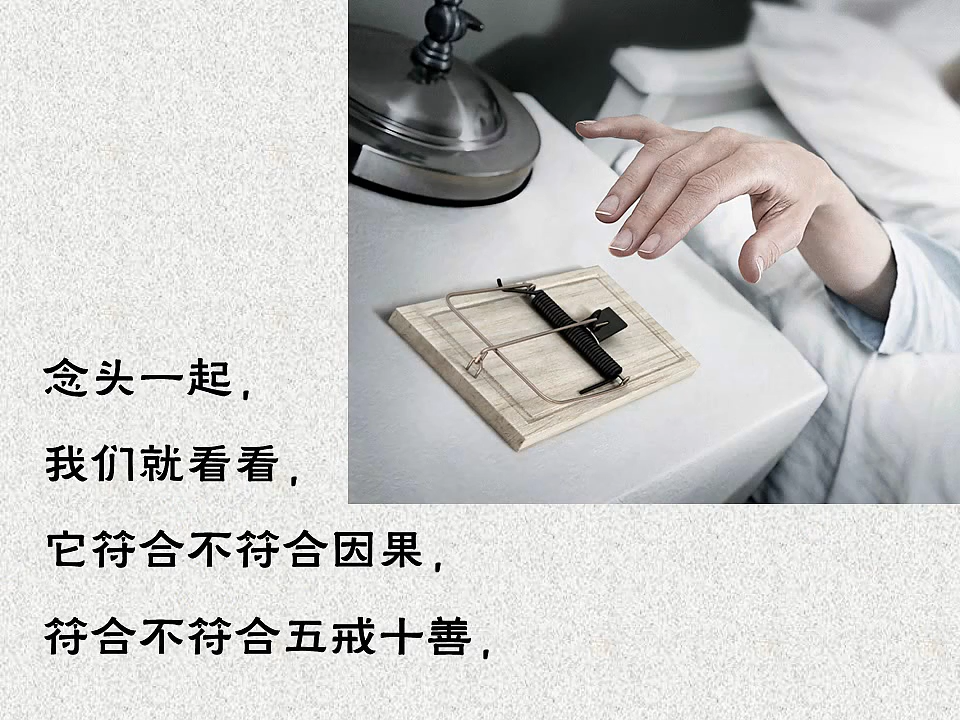 念头一起，
我们就看看，
它符合不符合因果，
符合不符合五戒十善，